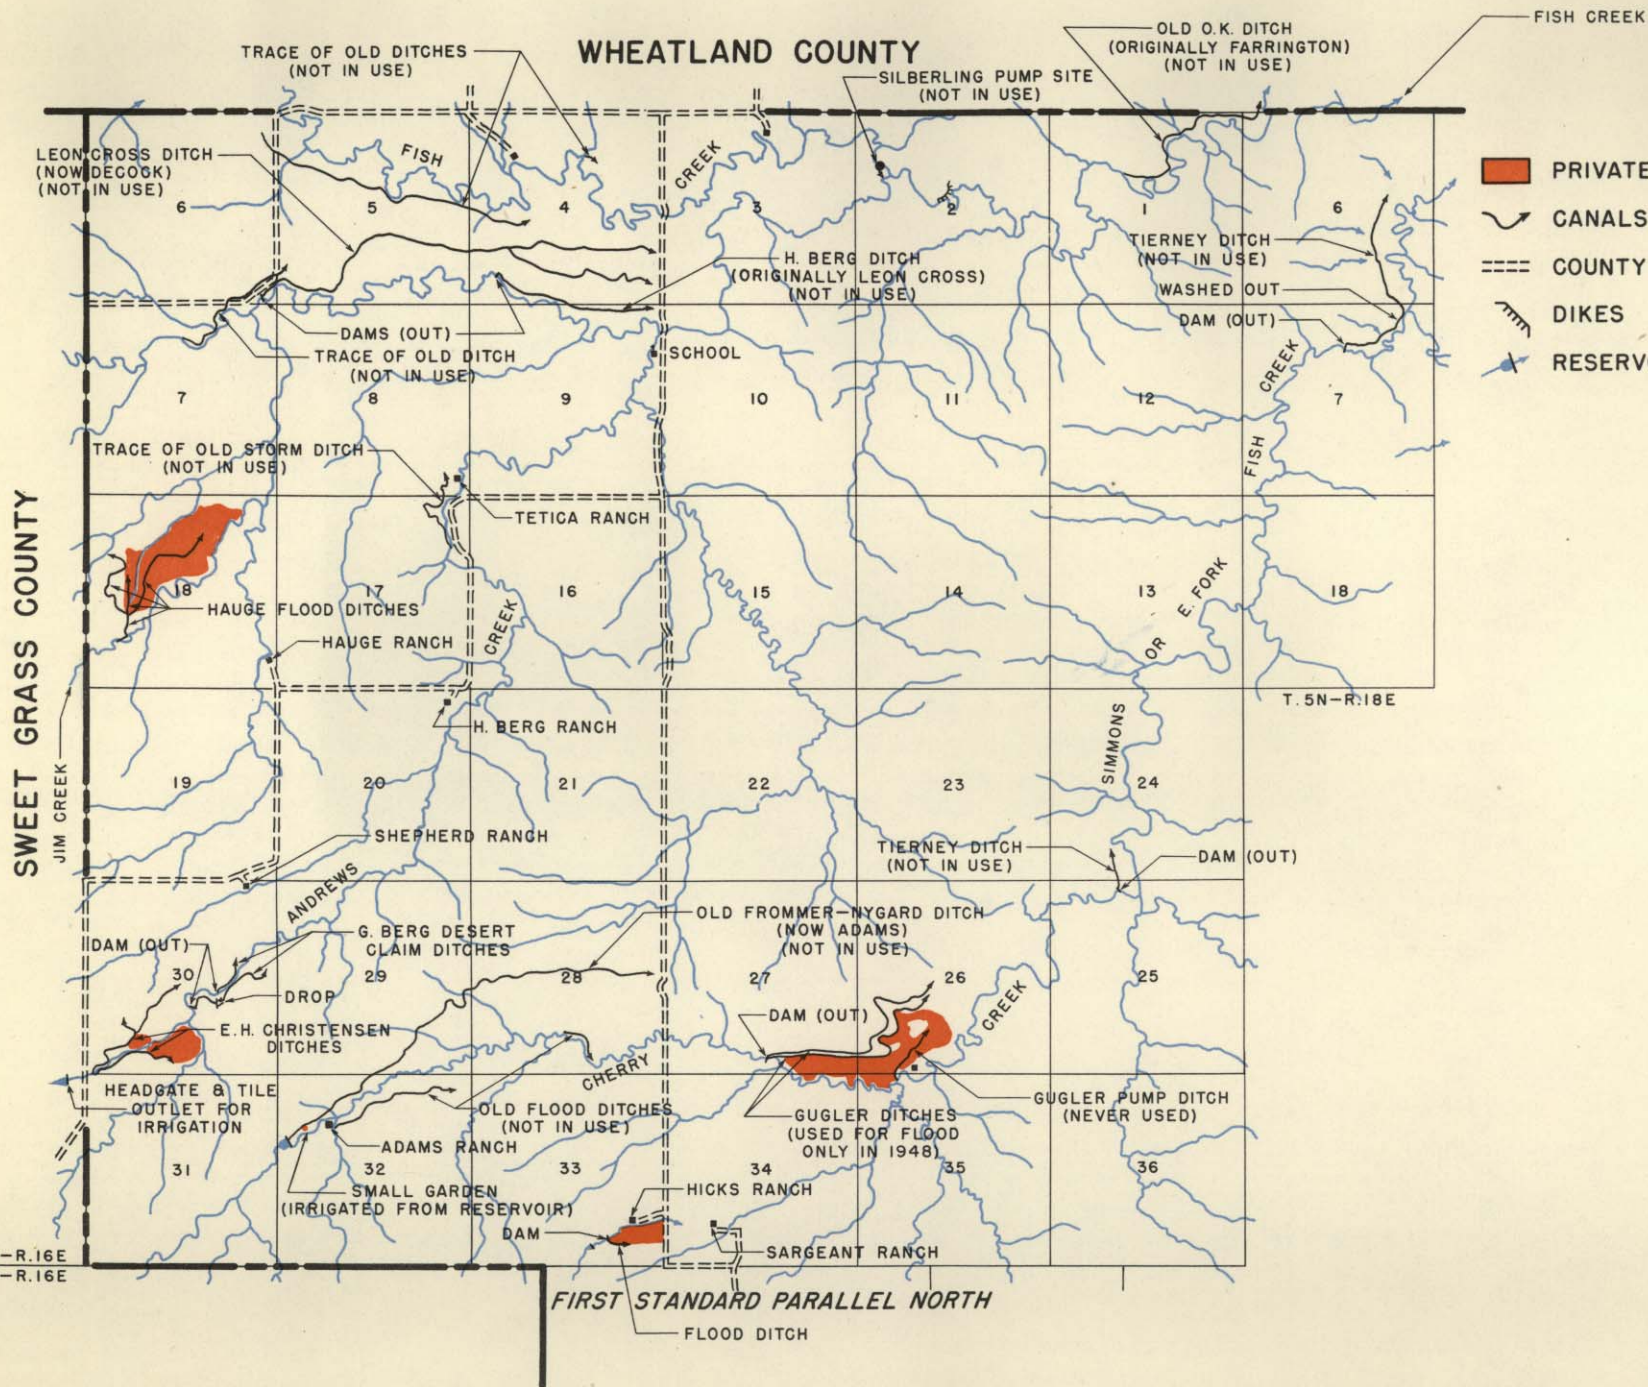 FISH CREEK
TRACE OF OLD DITCHES
(NOT IN USE)
WHEATLAND COUNTY
OLD O.K. DITCH
(ORIGINALLY FARRINGTON)
(NOT IN USE)
SILBERLING PUMP SITE
(NOT IN USE)
LEON CROSS DITCH
(NOW DECOCK)
(NOT IN USE)
FISH
CREEK
6
5
4
3
2
1
6
PRIVATE
CANALS
COUNTY
DIKES
RESERV
TIERNEY DITCH
(NOT IN USE)
H. BERG DITCH
(ORIGINALLY LEON CROSS)
(NOT IN USE)
WASHED OUT
DAM (OUT)
DAMS (OUT)
TRACE OF OLD DITCH
(NOT IN USE)
SCHOOL
CREEK
FISH
7
8
9
10
11
12
7
TRACE OF OLD STORM DITCH
(NOT IN USE)
TETICA RANCH
SWEET GRASS COUNTY
18
17
16
15
14
13
18
HAUGE FLOOD DITCHES
HAUGE RANCH
CREEK
OR E. FORK
T. 5N-R.18E
H. BERG RANCH
SIMMONS
JIM CREEK
19
20
21
22
23
24
SHEPHERD RANCH
TIERNEY DITCH
(NOT IN USE)
DAM (OUT)
ANDREWS
OLD FROMMER-NYGARD DITCH
(NOW ADAMS)
(NOT IN USE)
G. BERG DESERT
CLAIM DITCHES
DAM (OUT)
30
29
28
27
26
25
DROP
CREEK
DAM (OUT)
E.H. CHRISTENSEN
DITCHES
CHERRY
HEADGATE & TILE
OUTLET FOR
IRRIGATION
OLD FLOOD DITCHES
(NOT IN USE)
GUGLER DITCHES
(USED FOR FLOOD
ONLY IN 1948)
GUGLER PUMP DITCH
(NEVER USED)
ADAMS RANCH
31
32
33
34
35
36
SMALL GARDEN
(IRRIGATED FROM RESERVOIR)
HICKS RANCH
DAM
SARGEANT RANCH
-R.16E
-R.16E
FIRST STANDARD PARALLEL NORTH
FLOOD DITCH